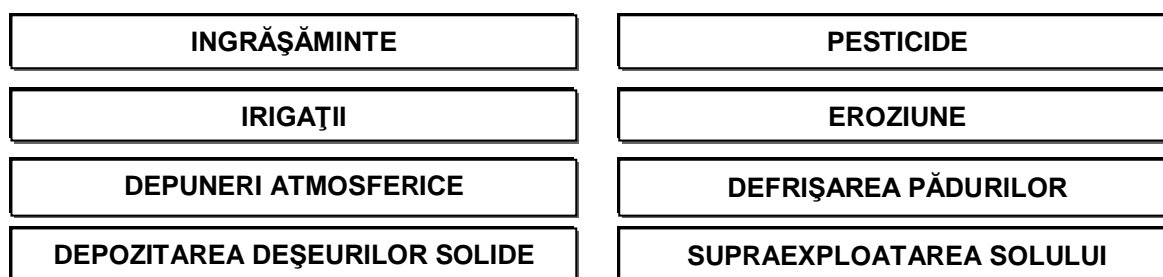 INGRĂŞĂMINTE
PESTICIDE
IRIGAŢII
EROZIUNE
DEPUNERI ATMOSFERICE
DEFRIŞAREA PĂDURILOR
DEPOZITAREA DEŞEURILOR SOLIDE
SUPRAEXPLOATAREA SOLULUI